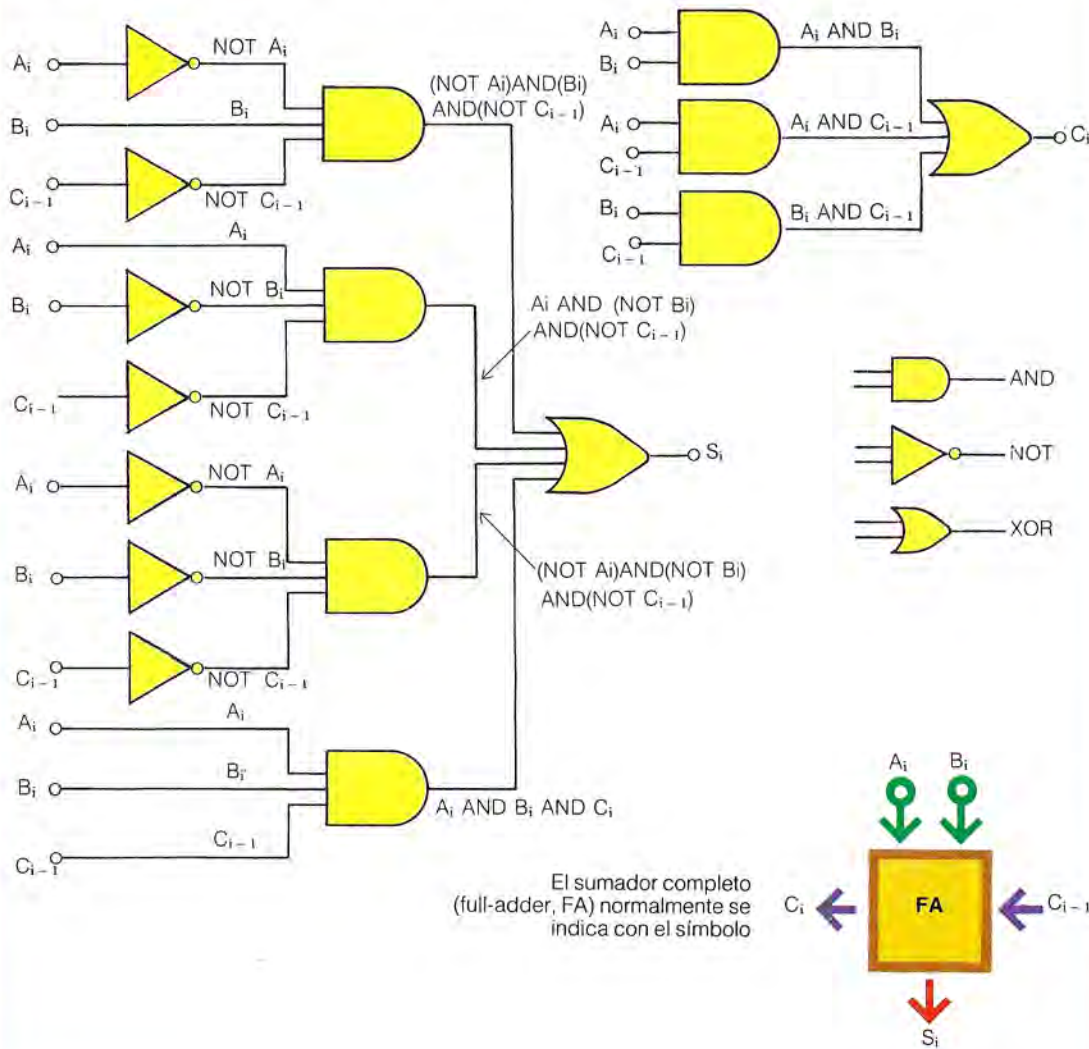 Aᵢ
NOT Aᵢ
Bᵢ
Bᵢ
(NOT Ai)AND(Bi)
AND(NOT Cᵢ₋₁)
Cᵢ₋₁
NOT Cᵢ₋₁
Aᵢ
Aᵢ
Bᵢ
NOT Bᵢ
Ai AND (NOT Bi)
AND(NOT Cᵢ₋₁)
Cᵢ₋₁
NOT Cᵢ₋₁
Sᵢ
Aᵢ
NOT Aᵢ
Bᵢ
NOT Bᵢ
(NOT Ai)AND(NOT Bi)
AND(NOT Cᵢ₋₁)
Cᵢ₋₁
NOT Cᵢ₋₁
Aᵢ
Aᵢ
Bᵢ
Bᵢ
Aᵢ AND Bᵢ AND Cᵢ
Cᵢ₋₁
Cᵢ₋₁
Aᵢ
Bᵢ
Aᵢ AND Bᵢ
Aᵢ
Cᵢ₋₁
Aᵢ AND Cᵢ₋₁
Cᵢ
Bᵢ
Cᵢ₋₁
Bᵢ AND Cᵢ₋₁
AND
NOT
XOR
El sumador completo
(full-adder, FA) normalmente se
indica con el símbolo
Aᵢ
Bᵢ
Cᵢ
FA
Cᵢ₋₁
Sᵢ